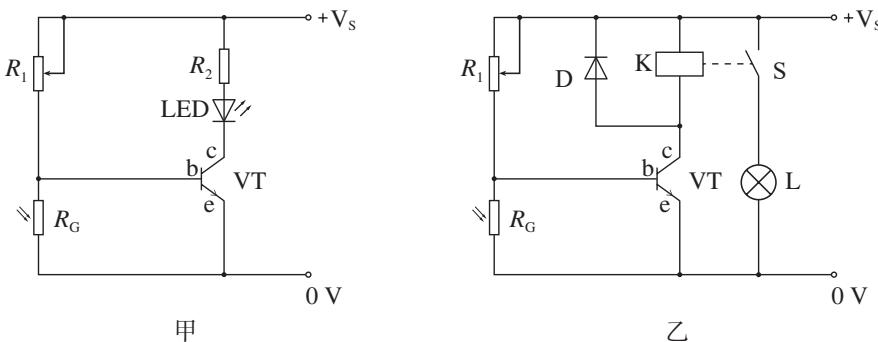 +V_S
R_1
R_2
LED
c
b
VT
e
R_G
0 V
甲
+V_S
R_1
D
K
S
c
b
VT
L
e
R_G
0 V
乙